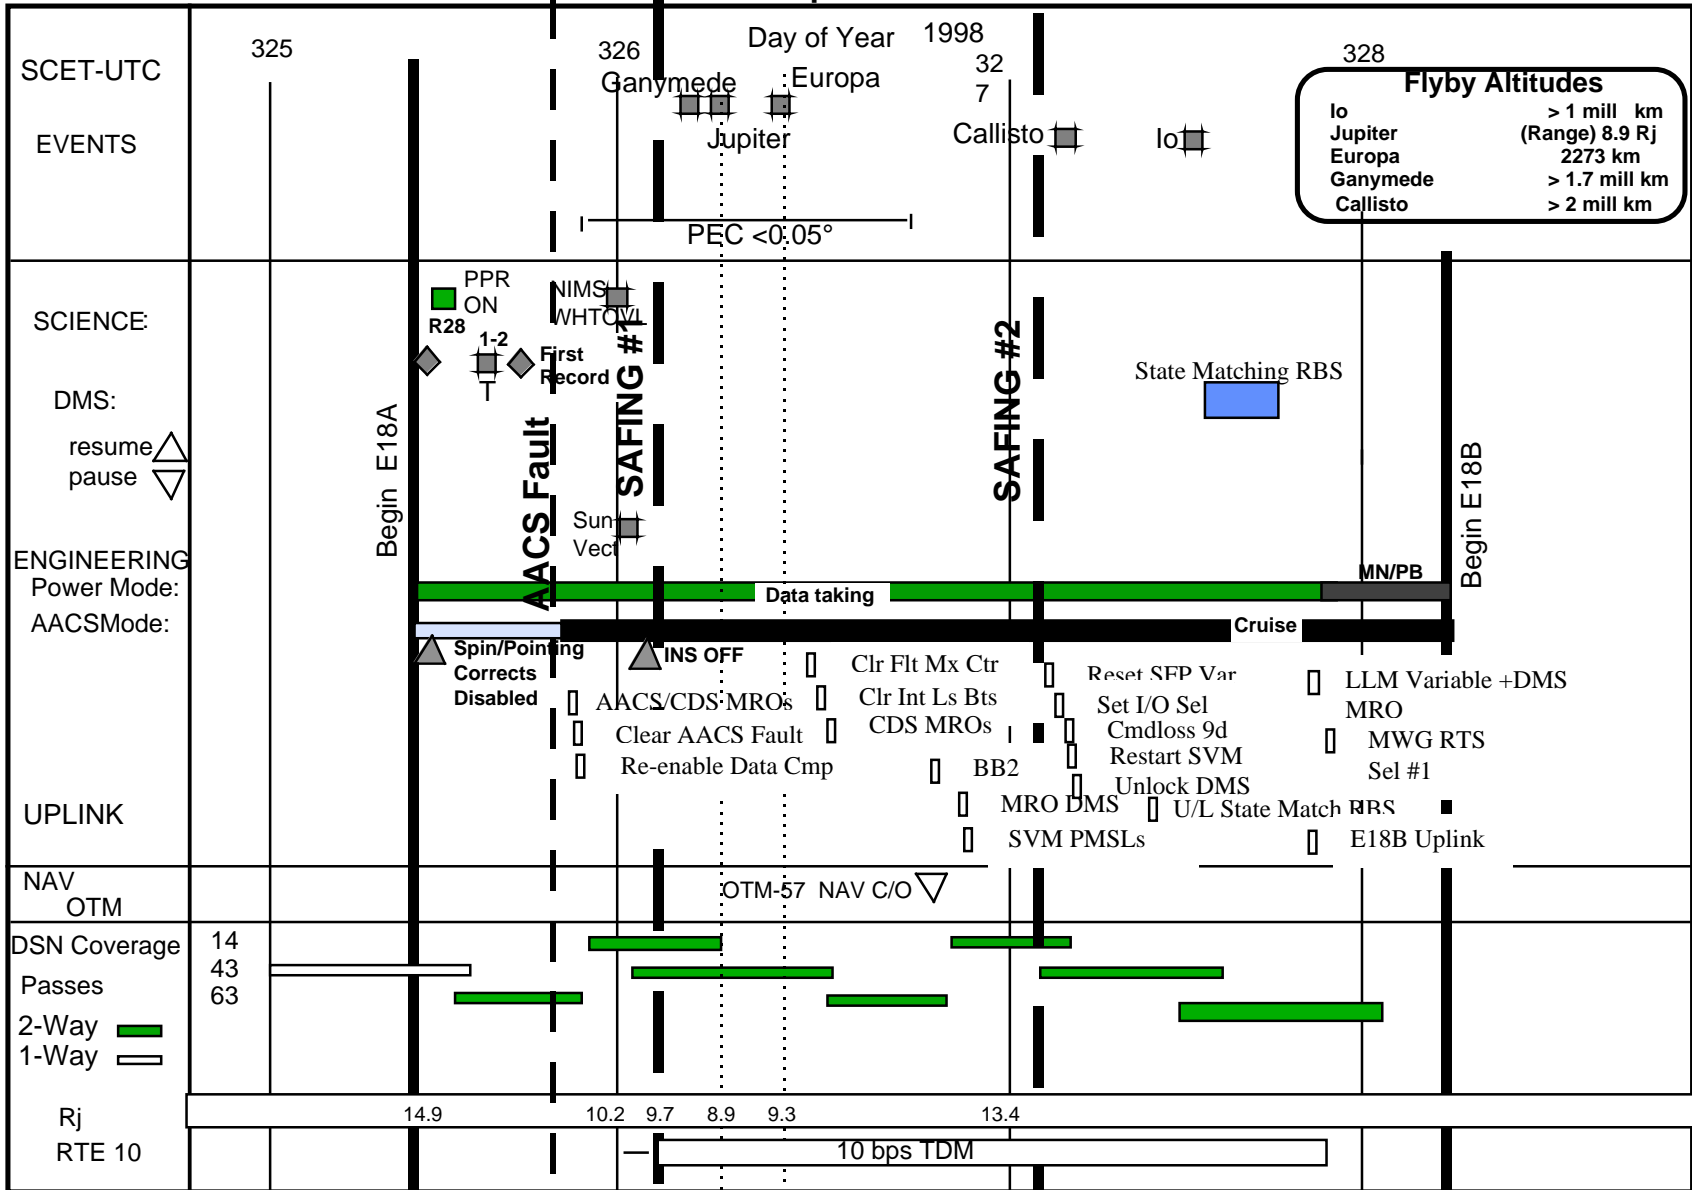 Day of Year 1998
325
326
32
7
328
SCET-UTC
EVENTS
Ganymede
Europa
Jupiter
Callisto
Io
PEC <0.05°
Flyby Altitudes
Io > 1 mill km
Jupiter (Range) 8.9 Rj
Europa 2273 km
Ganymede > 1.7 mill km
Callisto > 2 mill km
SCIENCE:
PPR
ON
R28
1-2
T
First
Record
NIMS
WHTOVL
DMS:
resume
pause
Begin E18A
AACS Fault
SAFING #1
SAFING #2
State Matching RBS
Begin E18B
Sun
Vect
ENGINEERING
Power Mode:
Data taking
MN/PB
AACSMode:
Cruise
Spin/Pointing
Corrects
Disabled
INS OFF
AACS/CDS MROs
Clear AACS Fault
Re-enable Data Cmp
Clr Flt Mx Ctr
Clr Int Ls Bts
CDS MROs
BB2
MRO DMS
SVM PMSLs
Reset SFP Var
Set I/O Sel
Cmdloss 9d
Restart SVM
Unlock DMS
U/L State Match RBS
LLM Variable +DMS
MRO
MWG RTS
Sel #1
E18B Uplink
UPLINK
NAV
OTM
OTM-57 NAV C/O
DSN Coverage
14
43
63
Passes
2-Way
1-Way
Rj
14.9 10.2 9.7 8.9 9.3 13.4
RTE 10
10 bps TDM